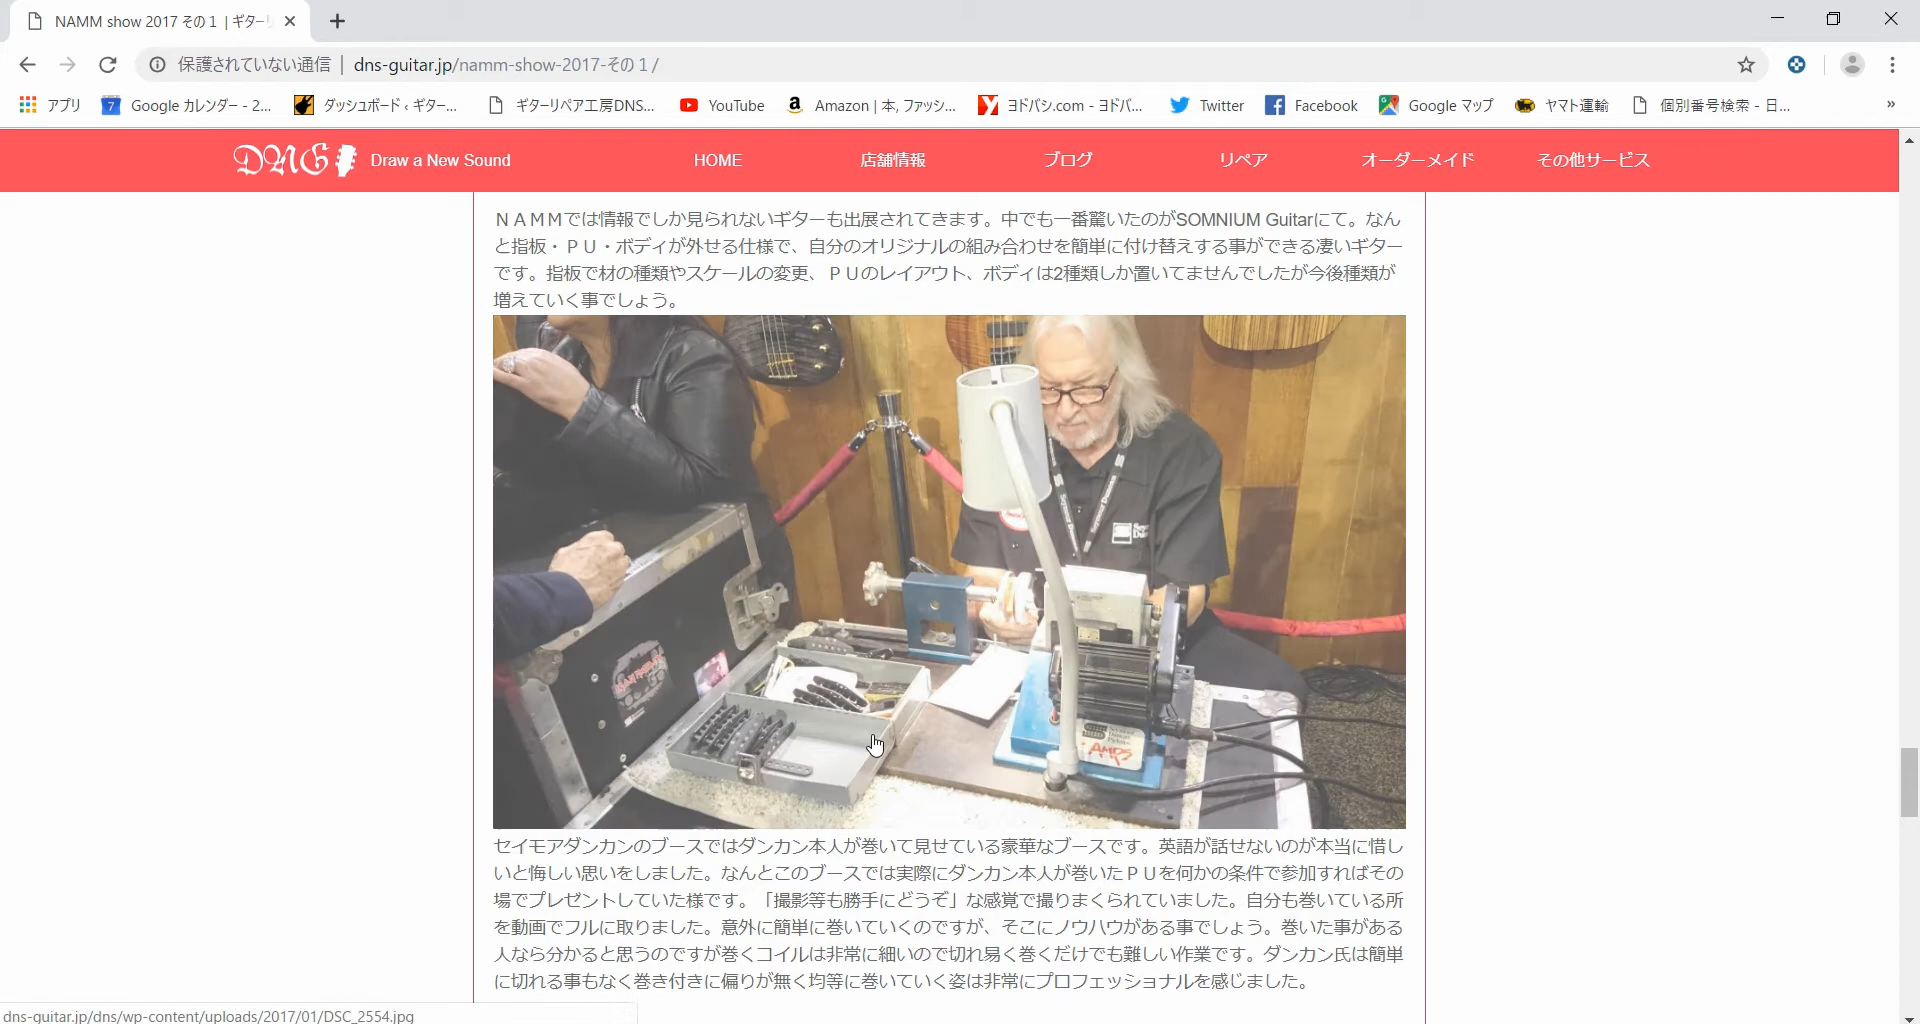 NAMM show 2017 その１ | ギターリ
保護されていない通信 | dns-guitar.jp/namm-show-2017-その１/
アプリ
Google カレンダー - 2...
ダッシュボード ‹ ギター...
ギターリペア工房DNS...
YouTube
Amazon | 本, ファッシ...
ヨドバシ.com - ヨドバ...
Twitter
Facebook
Google マップ
ヤマト運輸
個別番号検索 - 日...
»
DNG Draw a New Sound
HOME
店舗情報
ブログ
リペア
オーダーメイド
その他サービス
ＮＡＭＭでは情報でしか見られないギターも出展されてきます。中でも一番驚いたのがSOMNIUM Guitarにて。なん
と指板・ＰＵ・ボディが外せる仕様で、自分のオリジナルの組み合わせを簡単に付け替えする事ができる凄いギター
です。指板で材の種類やスケールの変更、ＰＵのレイアウト、ボディは2種類しか置いてませんでしたが今後種類が
増えていく事でしょう。
AMPS
セイモアダンカンのブースではダンカン本人が巻いて見せている豪華なブースです。英語が話せないのが本当に惜し
いと悔しい思いをしました。なんとこのブースでは実際にダンカン本人が巻いたＰＵを何かの条件で参加すればその
場でプレゼントしていた様です。「撮影等も勝手にどうぞ」な感覚で撮りまくられていました。自分も巻いている所
を動画でフルに取りました。意外に簡単に巻いていくのですが、そこにノウハウがある事でしょう。巻いた事がある
人なら分かると思うのですが巻くコイルは非常に細いので切れ易く巻くだけでも難しい作業です。ダンカン氏は簡単
に切れる事もなく巻き付きに偏りが無く均等に巻いていく姿は非常にプロフェッショナルを感じました。
dns-guitar.jp/dns/wp-content/uploads/2017/01/DSC_2554.jpg